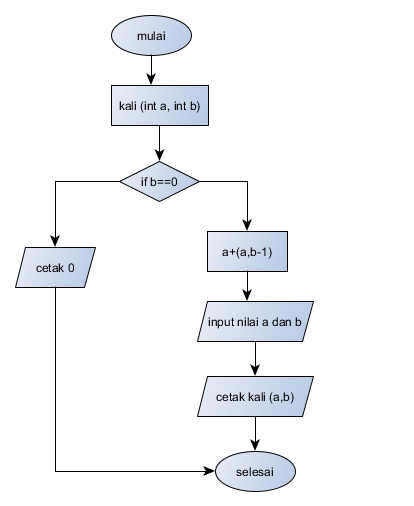 mulai
kali (int a, int b)
if b==0
a+(a,b-1)
cetak 0
input nilai a dan b
cetak kali (a,b)
selesai